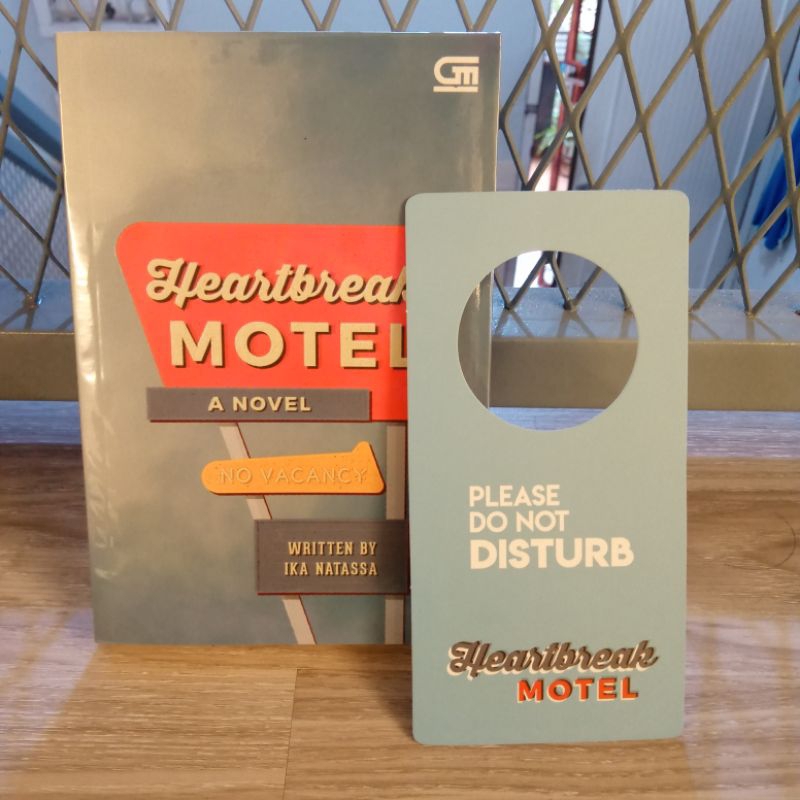 GM
Heartbreak
MOTEL
A NOVEL
NO VACANCY
WRITTEN BY
IKA NATASSA
PLEASE
DO NOT
DISTURB
Heartbreak
MOTEL